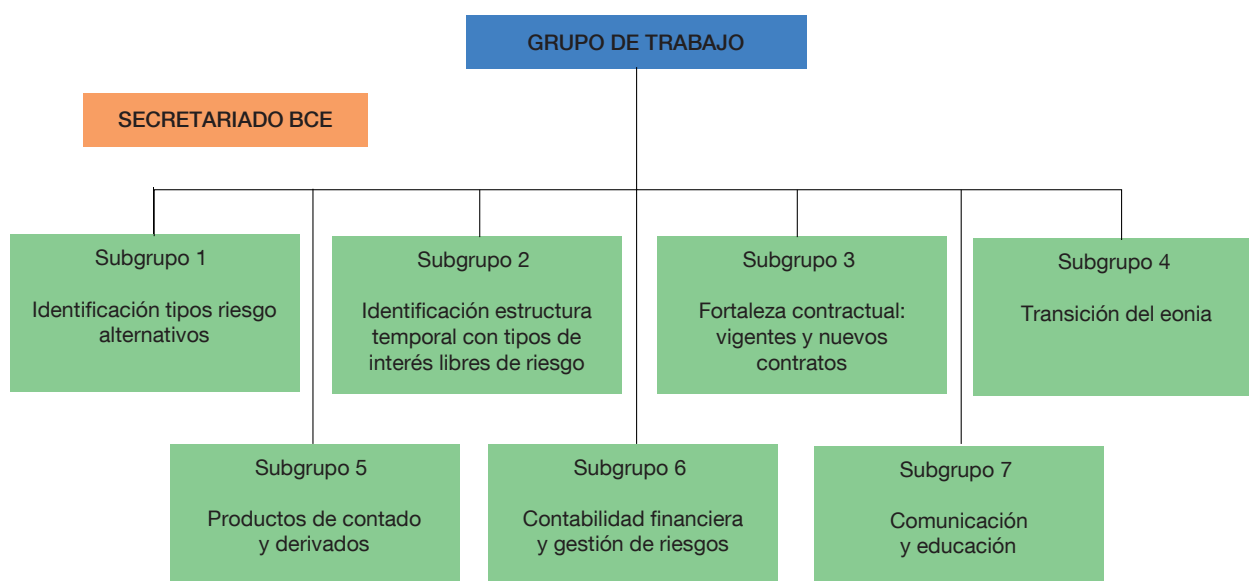 GRUPO DE TRABAJO
SECRETARIADO BCE
Subgrupo 1
Identificación tipos riesgo
alternativos
Subgrupo 2
Identificación estructura
temporal con tipos de
interés libres de riesgo
Subgrupo 3
Fortaleza contractual:
vigentes y nuevos
contratos
Subgrupo 4
Transición del eonia
Subgrupo 5
Productos de contado
y derivados
Subgrupo 6
Contabilidad financiera
y gestión de riesgos
Subgrupo 7
Comunicación
y educación